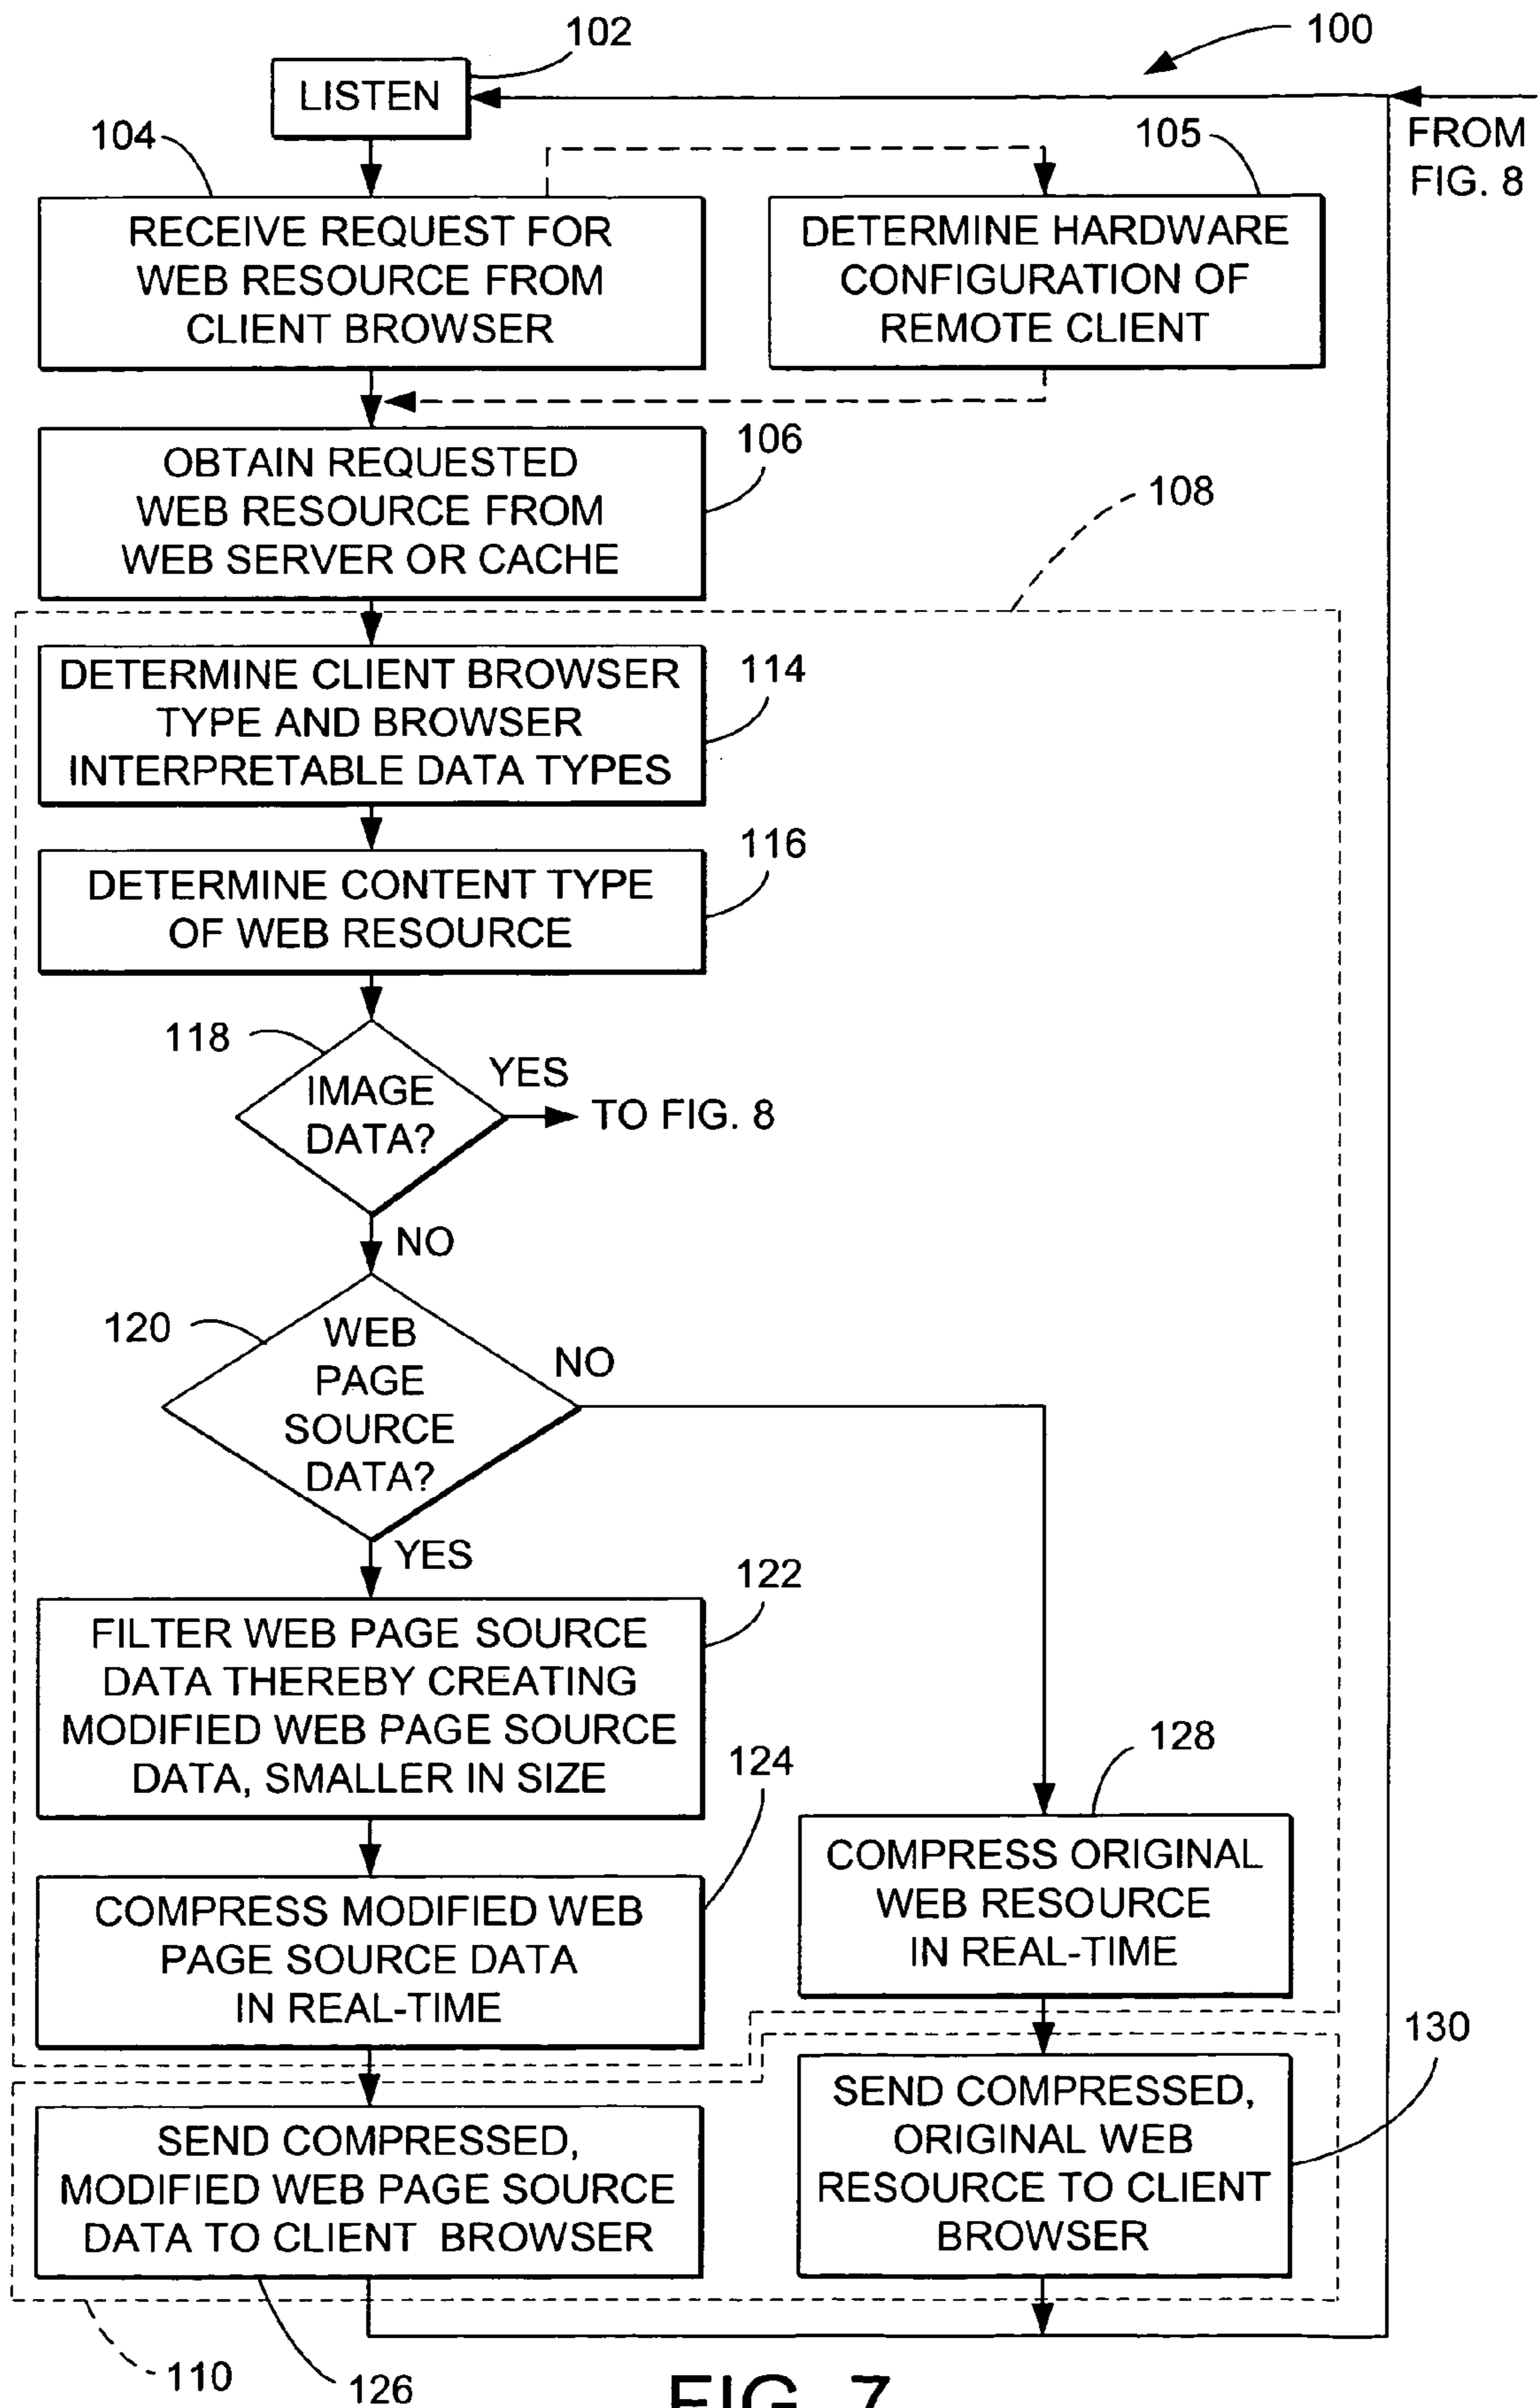 100
102
LISTEN
FROM
FIG. 8
104
105
RECEIVE REQUEST FOR
WEB RESOURCE FROM
CLIENT BROWSER
DETERMINE HARDWARE
CONFIGURATION OF
REMOTE CLIENT
106
OBTAIN REQUESTED
WEB RESOURCE FROM
WEB SERVER OR CACHE
108
114
DETERMINE CLIENT BROWSER
TYPE AND BROWSER
INTERPRETABLE DATA TYPES
116
DETERMINE CONTENT TYPE
OF WEB RESOURCE
118
IMAGE
DATA?
YES
TO FIG. 8
NO
120
WEB
PAGE
SOURCE
DATA?
NO
YES
122
FILTER WEB PAGE SOURCE
DATA THEREBY CREATING
MODIFIED WEB PAGE SOURCE
DATA, SMALLER IN SIZE
124
COMPRESS MODIFIED WEB
PAGE SOURCE DATA
IN REAL-TIME
128
COMPRESS ORIGINAL
WEB RESOURCE
IN REAL-TIME
130
SEND COMPRESSED,
MODIFIED WEB PAGE SOURCE
DATA TO CLIENT BROWSER
SEND COMPRESSED,
ORIGINAL WEB
RESOURCE TO CLIENT
BROWSER
110
126
FIG. 7